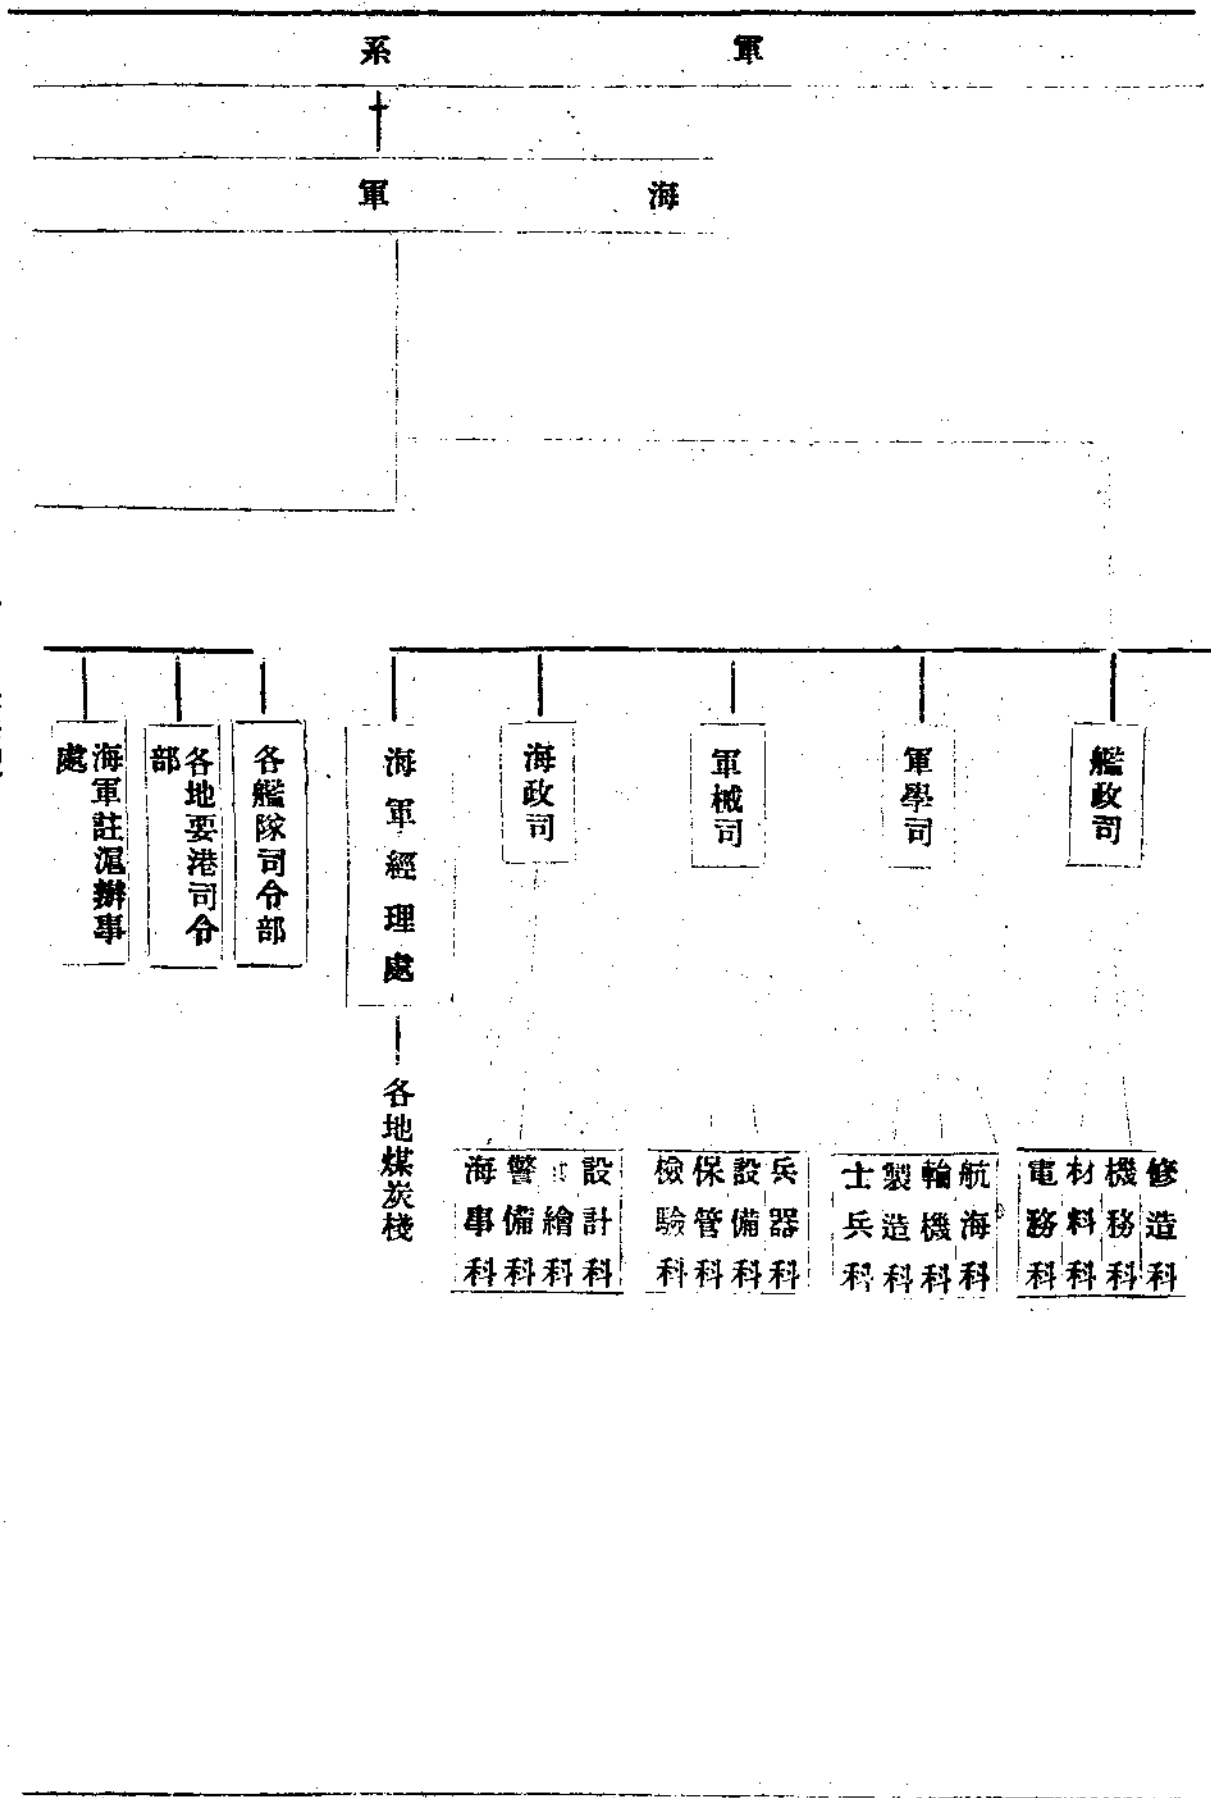 軍系
海軍
艦政司
軍學司
軍械司
海政司
海軍經理處
各艦隊司令部
各地要港司令部
海軍註滬辦事處
修造科
機務科
材料科
電務科
航海科
輪機科
製造科
士兵科
兵器科
設備科
保管科
檢驗科
設計科
繪科
警備科
海事科
各地煤炭棧